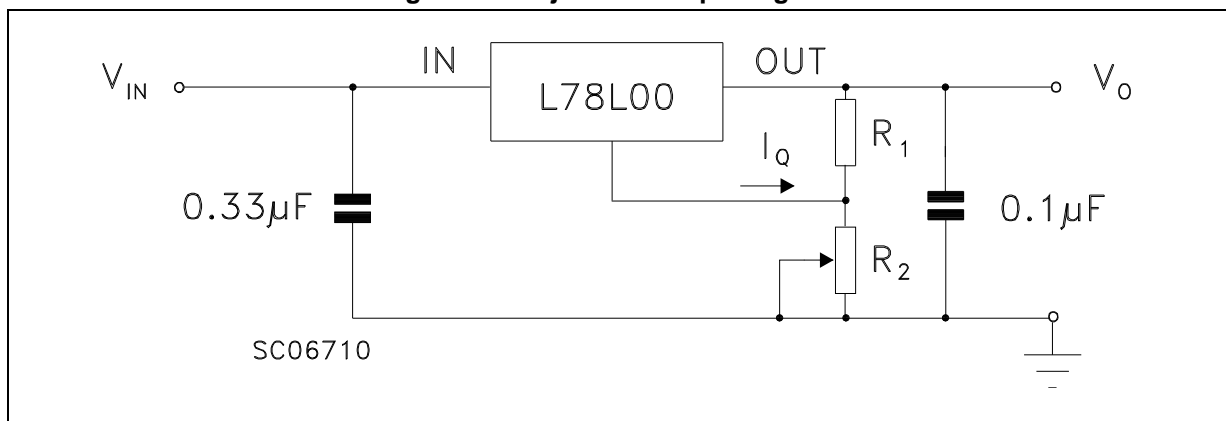 IN
OUT
V_IN
L78L00
V_O
R_1
I_Q
0.33µF
0.1µF
R_2
SC06710